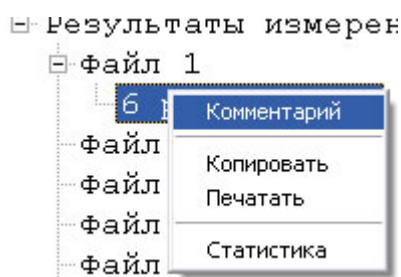 Результаты измерен
Файл 1
6
Комментарий
Файл
Копировать
Файл
Печатать
Файл
Статистика
Файл